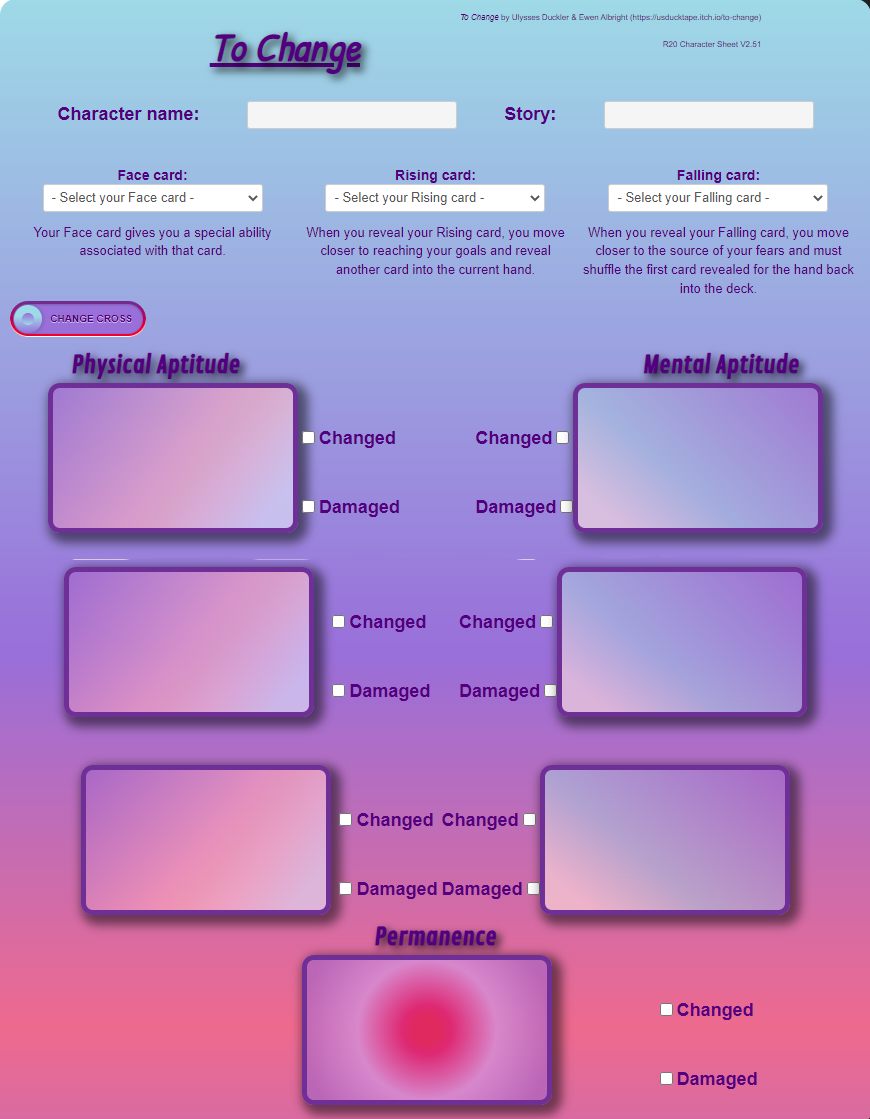 To Change by Ulysses Duckler & Ewen Albright (https://usducktape.itch.io/to-change)
To Change
R20 Character Sheet V2.51
Character name:
Story:
Face card:
Rising card:
Falling card:
- Select your Face card -
- Select your Rising card -
- Select your Falling card -
Your Face card gives you a special ability
associated with that card.
When you reveal your Rising card, you move
closer to reaching your goals and reveal
another card into the current hand.
When you reveal your Falling card, you move
closer to the source of your fears and must
shuffle the first card revealed for the hand back
into the deck.
CHANGE CROSS
Physical Aptitude
Mental Aptitude
Changed
Changed
Damaged
Damaged
Changed
Changed
Damaged
Damaged
Changed
Changed
Damaged
Damaged
Permanence
Changed
Damaged